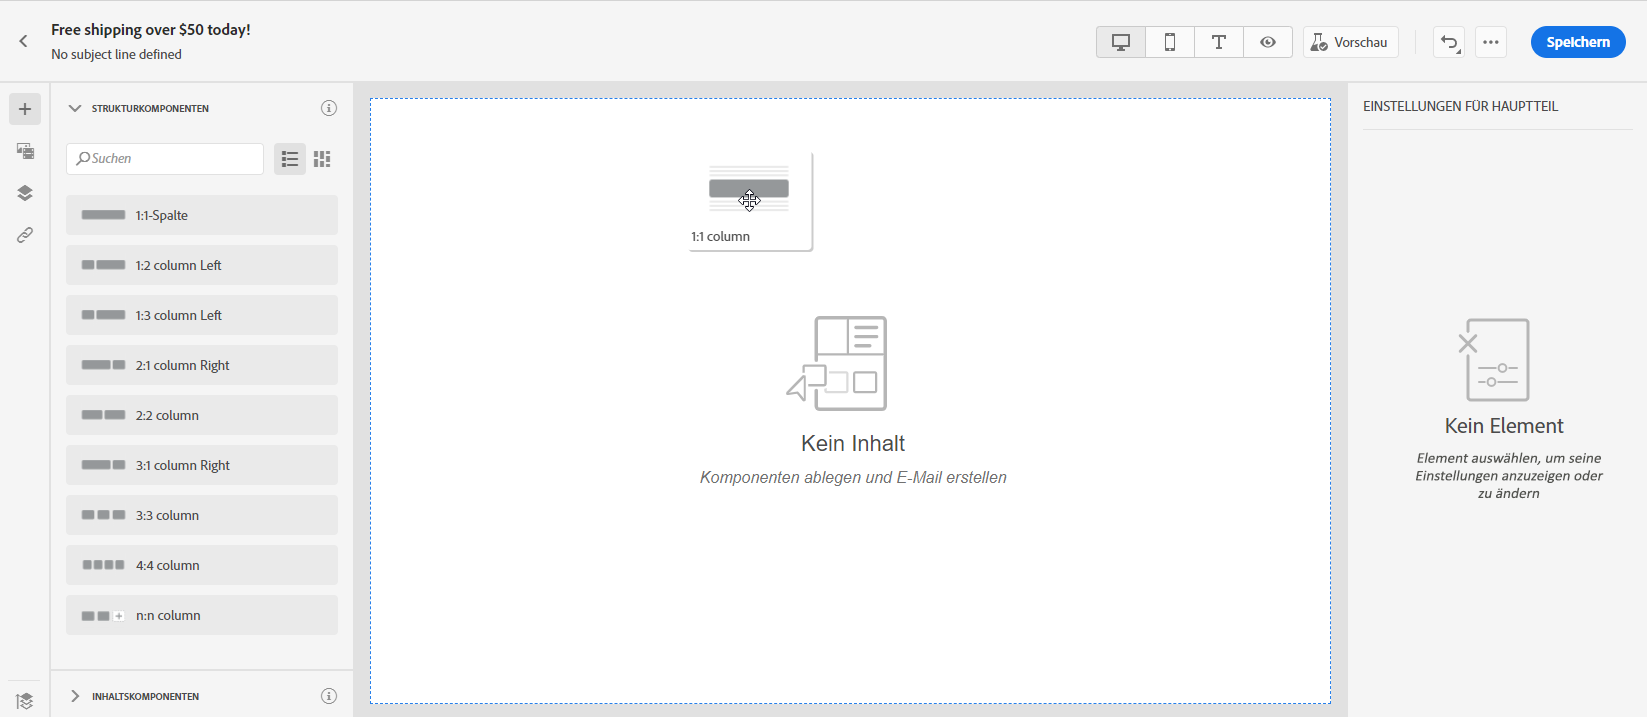 Free shipping over $50 today!
No subject line defined
Vorschau
Speichern
STRUKTURKOMPONENTEN
Suchen
1:1-Spalte
1:2 column Left
1:3 column Left
2:1 column Right
2:2 column
3:1 column Right
3:3 column
4:4 column
n:n column
INHALTSKOMPONENTEN
1:1 column
Kein Inhalt
Komponenten ablegen und E-Mail erstellen
EINSTELLUNGEN FÜR HAUPTTEIL
Kein Element
Element auswählen, um seine
Einstellungen anzuzeigen oder
zu ändern